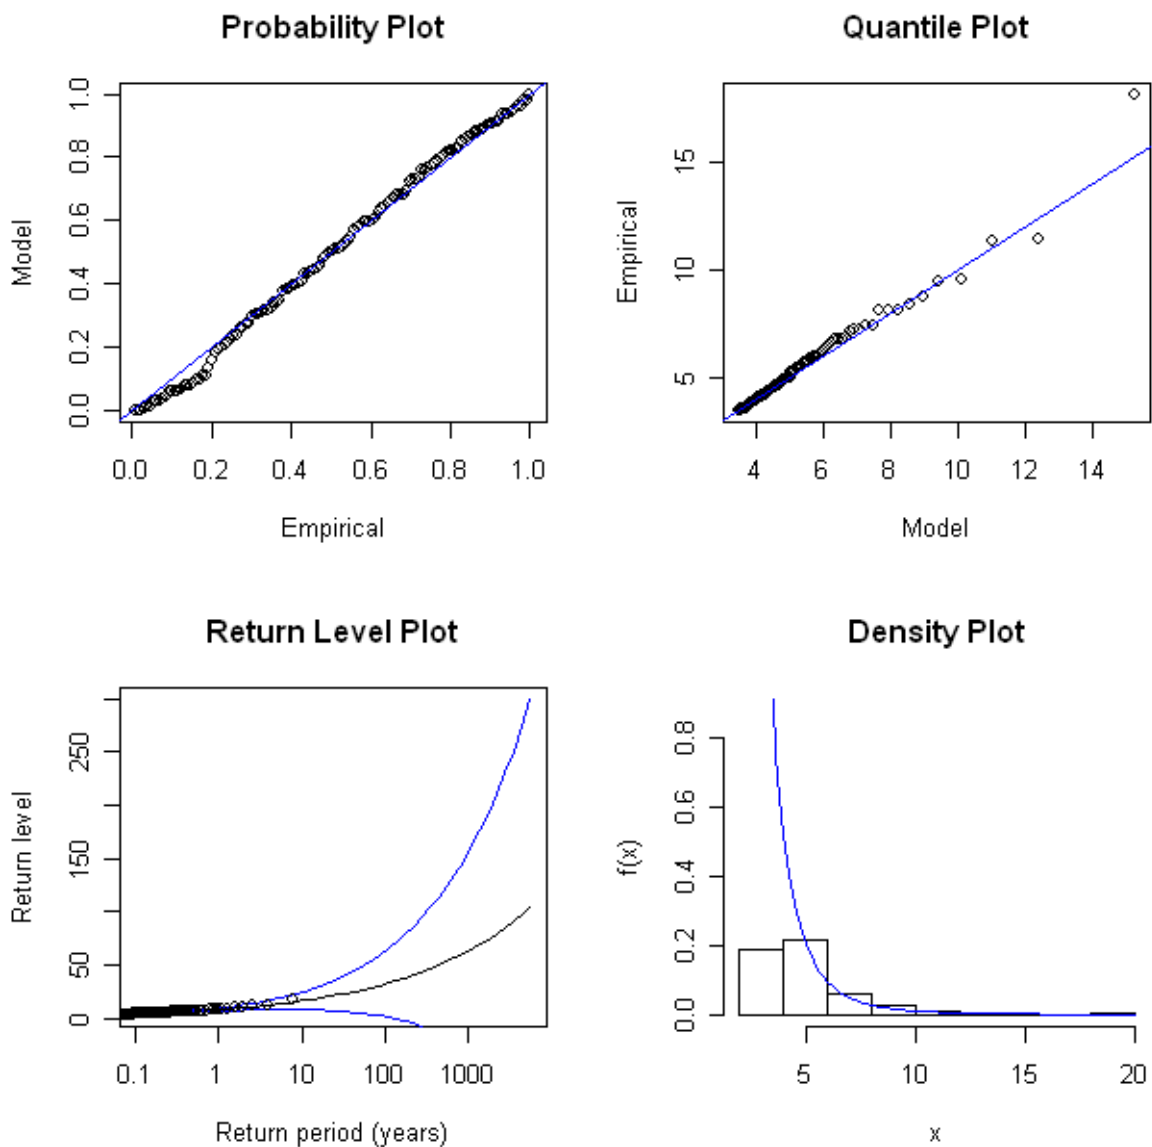 Probability Plot
Model
0.0 0.2 0.4 0.6 0.8 1.0
0.0 0.2 0.4 0.6 0.8 1.0
Empirical
Quantile Plot
Empirical
5 10 15
4 6 8 10 12 14
Model
Return Level Plot
Return level
0 50 150 250
0.1 1 10 100 1000
Return period (years)
Density Plot
f(x)
0.0 0.2 0.4 0.6 0.8
5 10 15 20
x